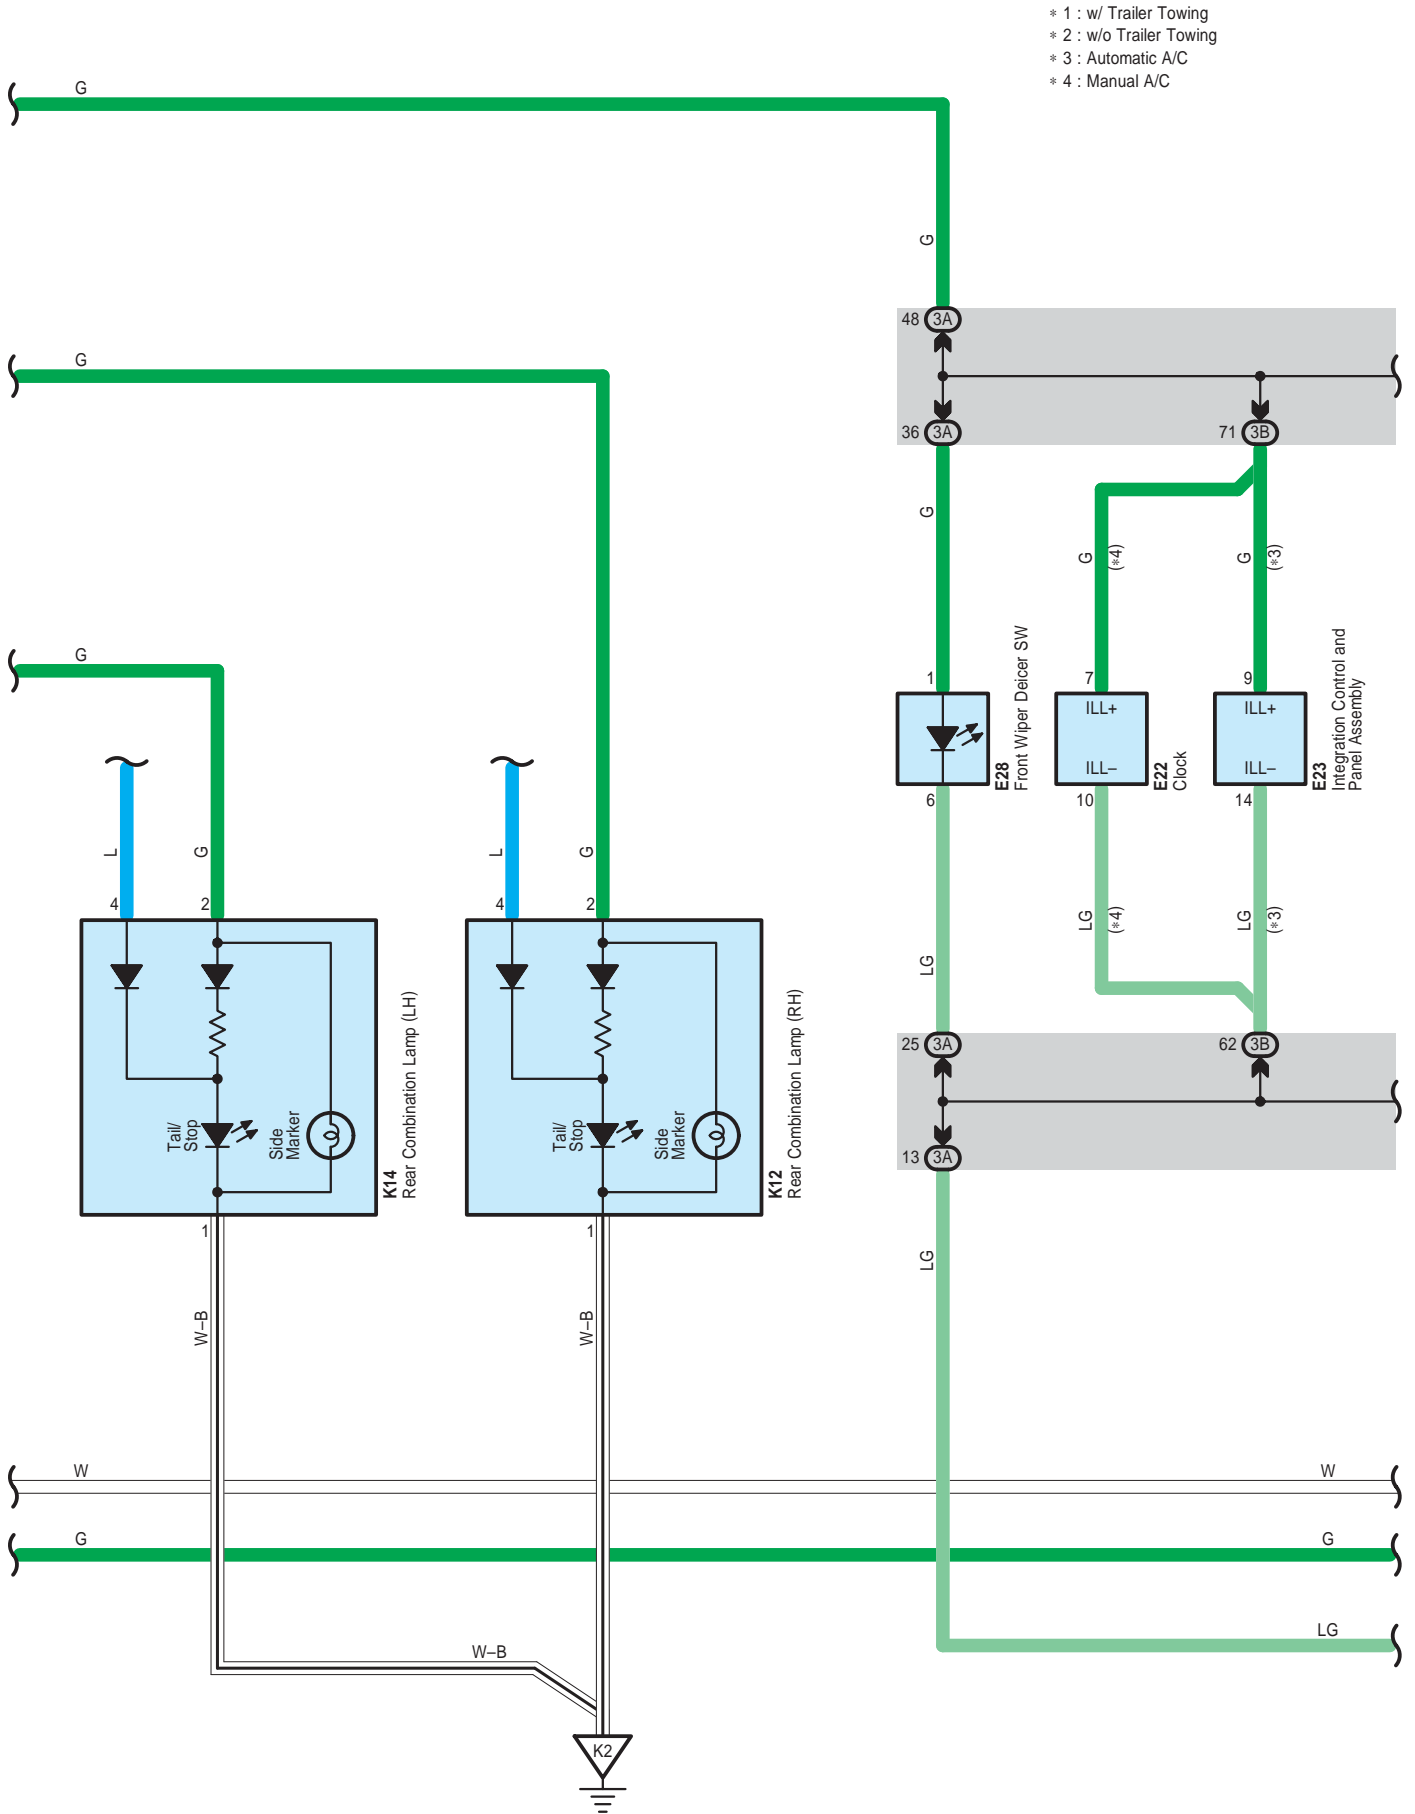 * 1 : w/ Trailer Towing
* 2 : w/o Trailer Towing
* 3 : Automatic A/C
* 4 : Manual A/C
G
G
48 3A
G
36 3A
71 3B
G
G
(*4)
G
(*3)
G
1
7
9
ILL+
ILL+
ILL–
ILL–
E28
Front Wiper Deicer SW
E22
Clock
E23
Integration Control and
Panel Assembly
6
10
14
L
G
L
G
4
2
4
2
LG
LG
(*4)
LG
(*3)
25 3A
62 3B
Tail/
Stop
Side
Marker
K14
Rear Combination Lamp (LH)
Tail/
Stop
Side
Marker
K12
Rear Combination Lamp (RH)
13 3A
1
1
LG
W–B
W–B
W
W
G
G
LG
W–B
K2